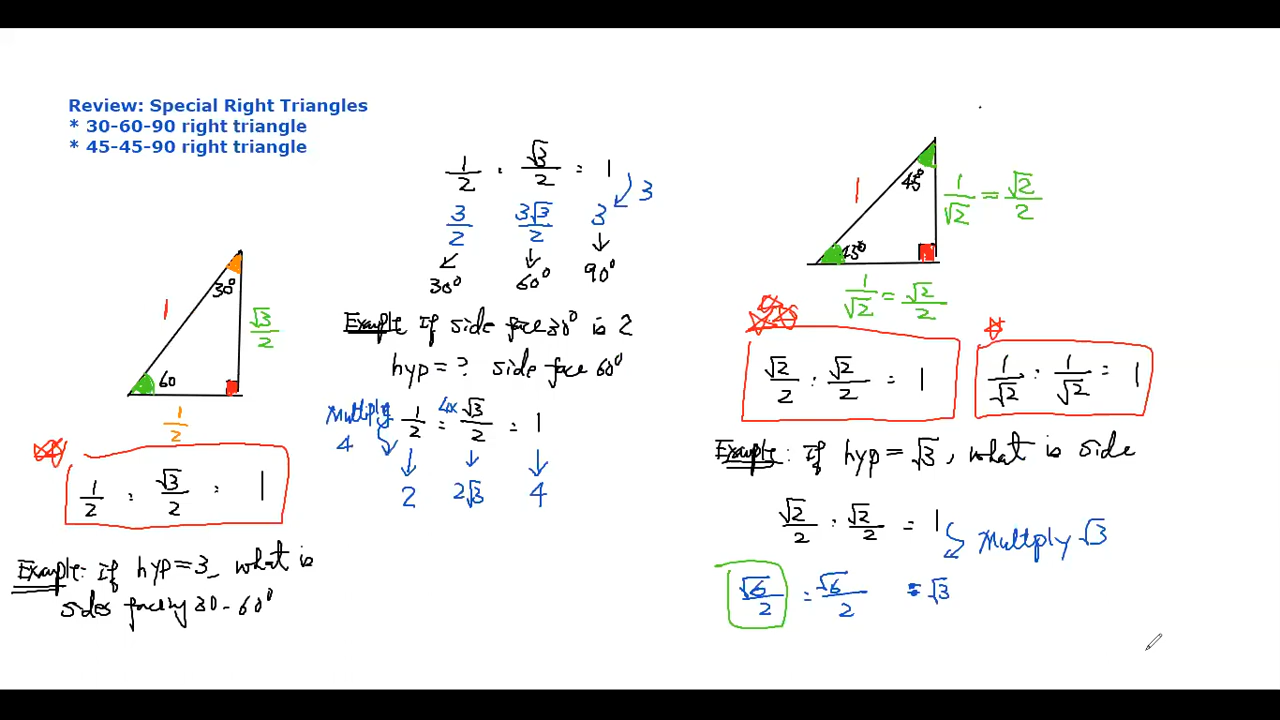 Review: Special Right Triangles
* 30-60-90 right triangle
* 45-45-90 right triangle
30°
1
√3/2
60
1/2
1/2 : √3/2 : 1
Example: If hyp=3, what is
sides facing 30-60°
1/2 : √3/2 : 1
3
3/2 3√3/2 3
30° 60° 90°
Example If side face 30° is 2
hyp = ? side face 60°
Multiply
4
1/2 : √3/2 = 1
4x
2 2√3 4
45°
1
1/√2 = √2/2
45°
1/√2 = √2/2
√2/2 : √2/2 = 1
1/√2 : 1/√2 = 1
Example: if hyp = √3, what is side
√2/2 : √2/2 = 1
Multiply √3
√6/2 : √6/2 : √3